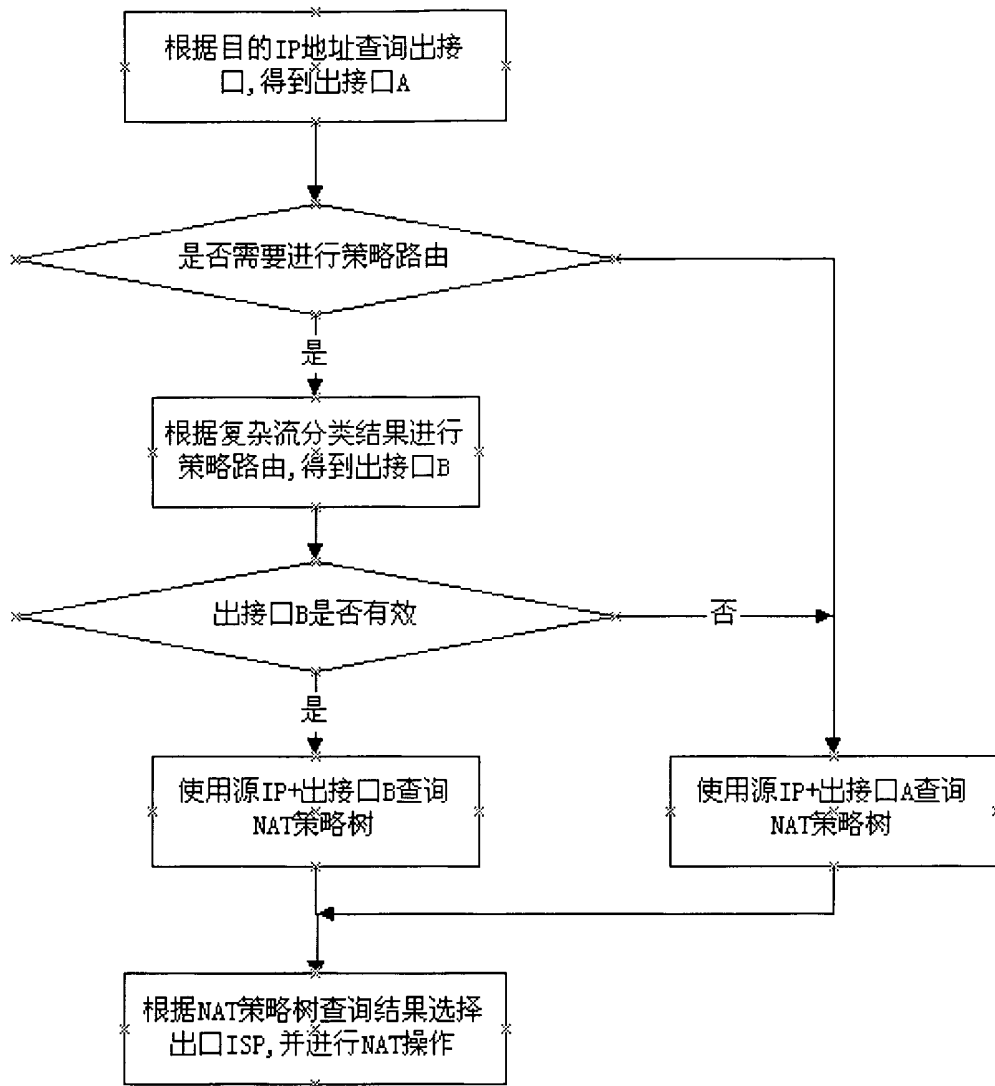 根据目的IP地址查询出接
口,得到出接口A
是否需要进行策略路由
是
根据复杂流分类结果进行
策略路由,得到出接口B
出接口B是否有效
否
是
使用源IP+出接口B查询
NAT策略树
使用源IP+出接口A查询
NAT策略树
根据NAT策略树查询结果选择
出口ISP,并进行NAT操作